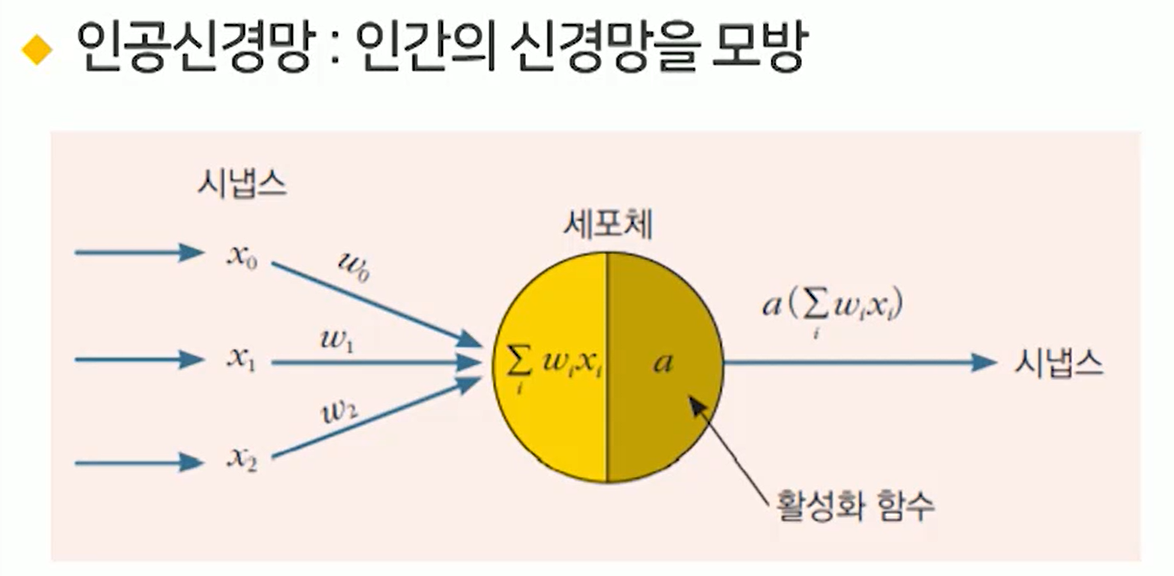 ◆ 인공신경망 : 인간의 신경망을 모방
시냅스
세포체
x₀
w₀
x₁
w₁
x₂
w₂
∑ᵢ wᵢxᵢ
a
a(∑ᵢ wᵢxᵢ)
시냅스
활성화 함수